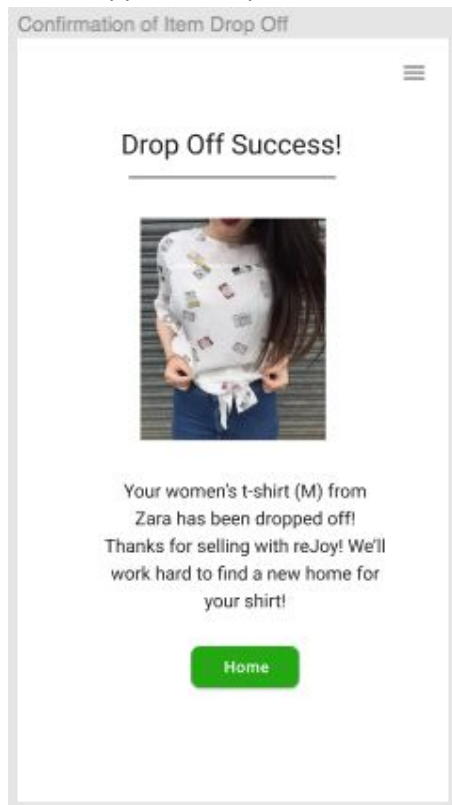 Confirmation of Item Drop Off
Drop Off Success!
Your women's t-shirt (M) from
Zara has been dropped off!
Thanks for selling with reJoy! We'll
work hard to find a new home for
your shirt!
Home